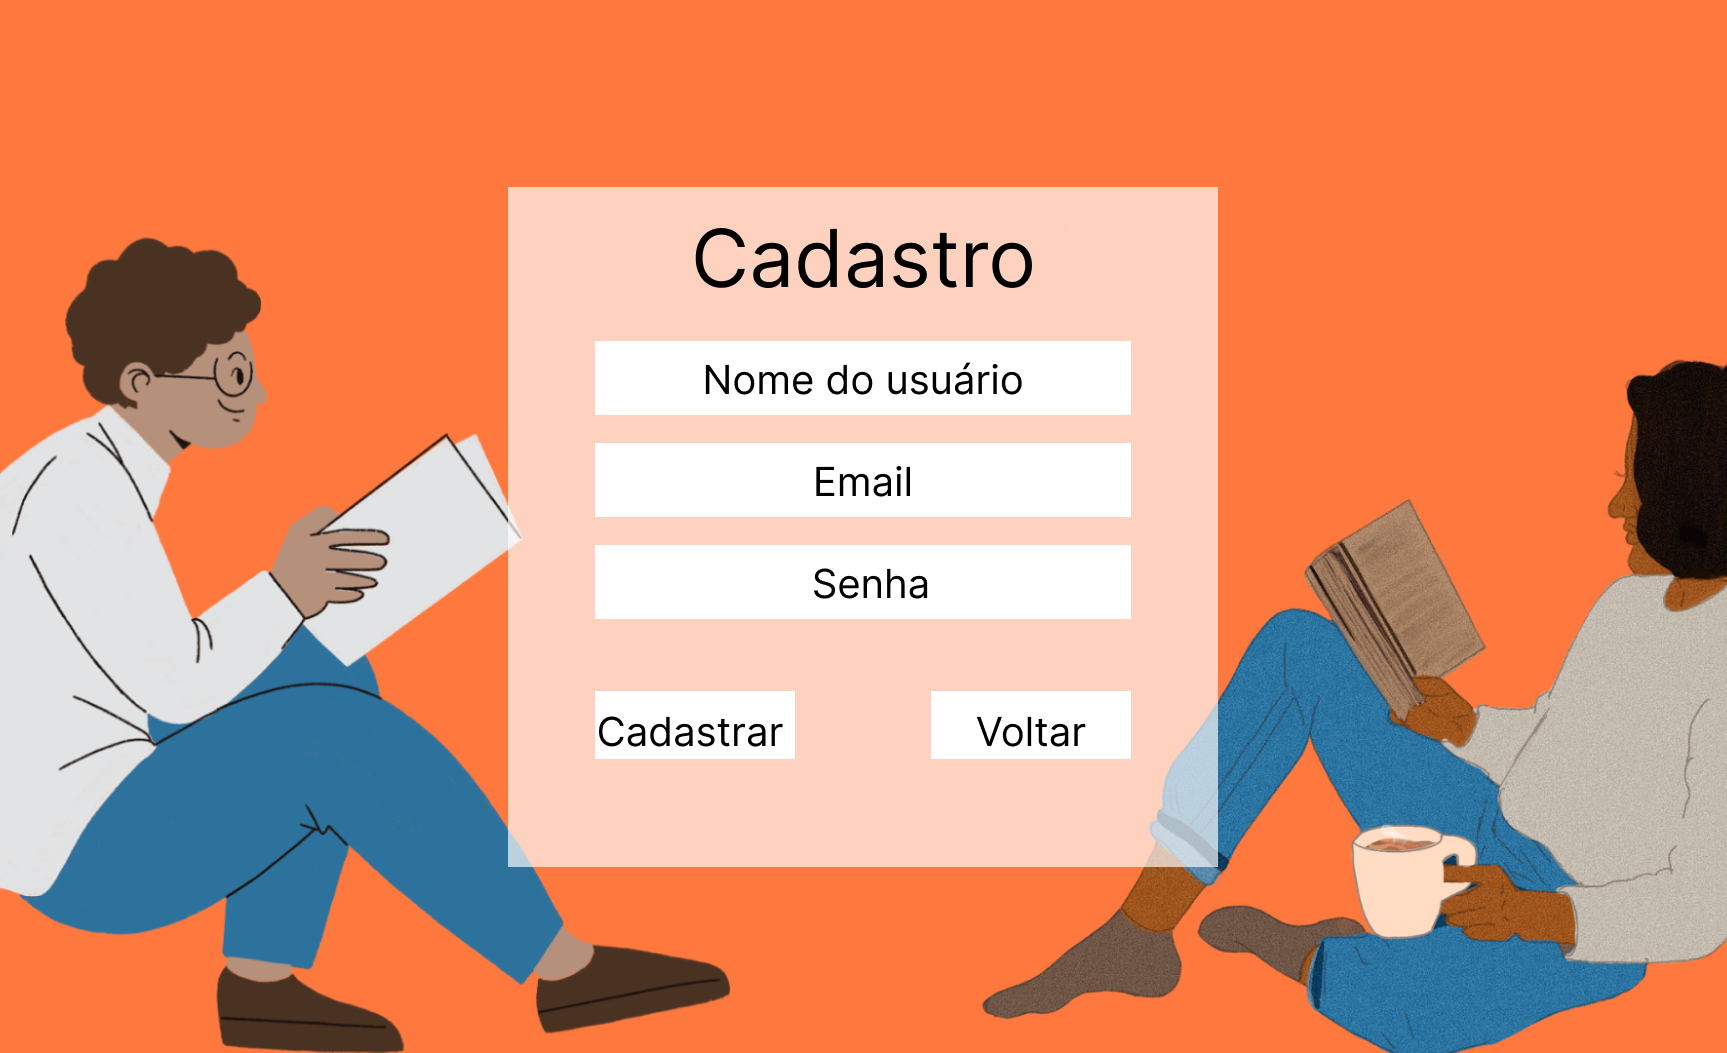 Cadastro
Nome do usuário
Email
Senha
Cadastrar
Voltar